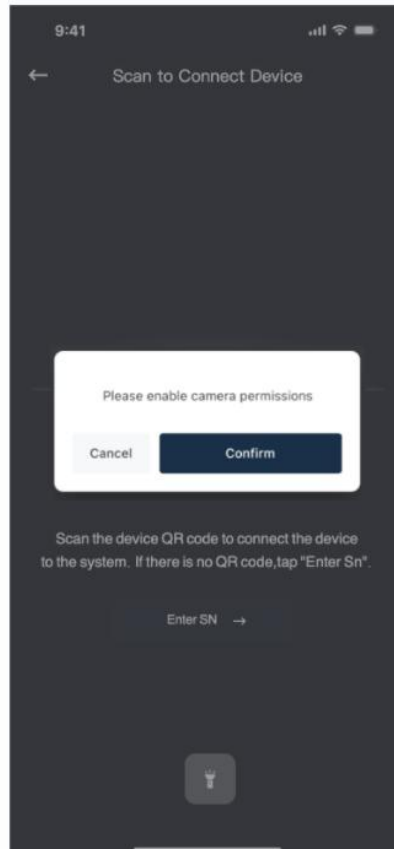 9:41
Scan to Connect Device
Please enable camera permissions
Cancel
Confirm
Scan the device QR code to connect the device
to the system. If there is no QR code,tap "Enter Sn".
Enter SN →